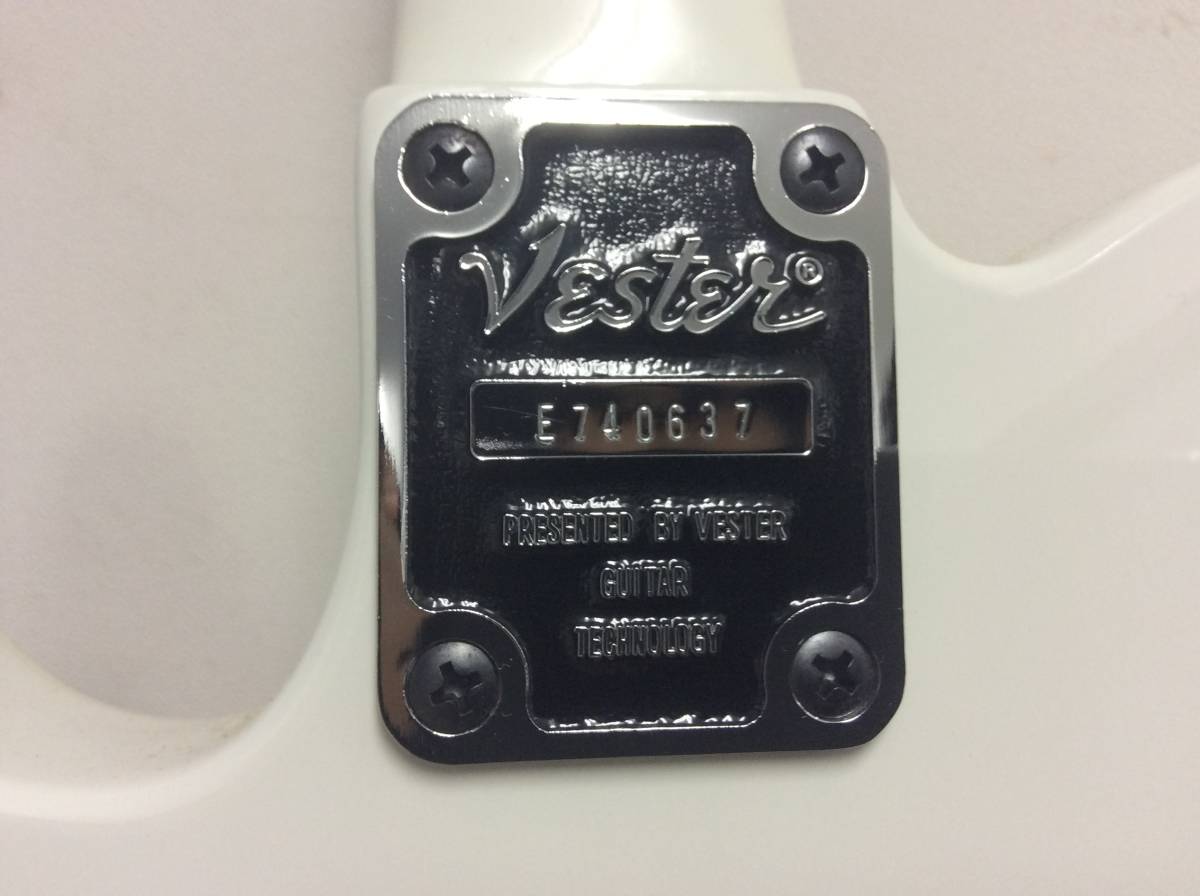 Vester®
E740637
PRESENTED BY VESTER
GUITAR
TECHNOLOGY